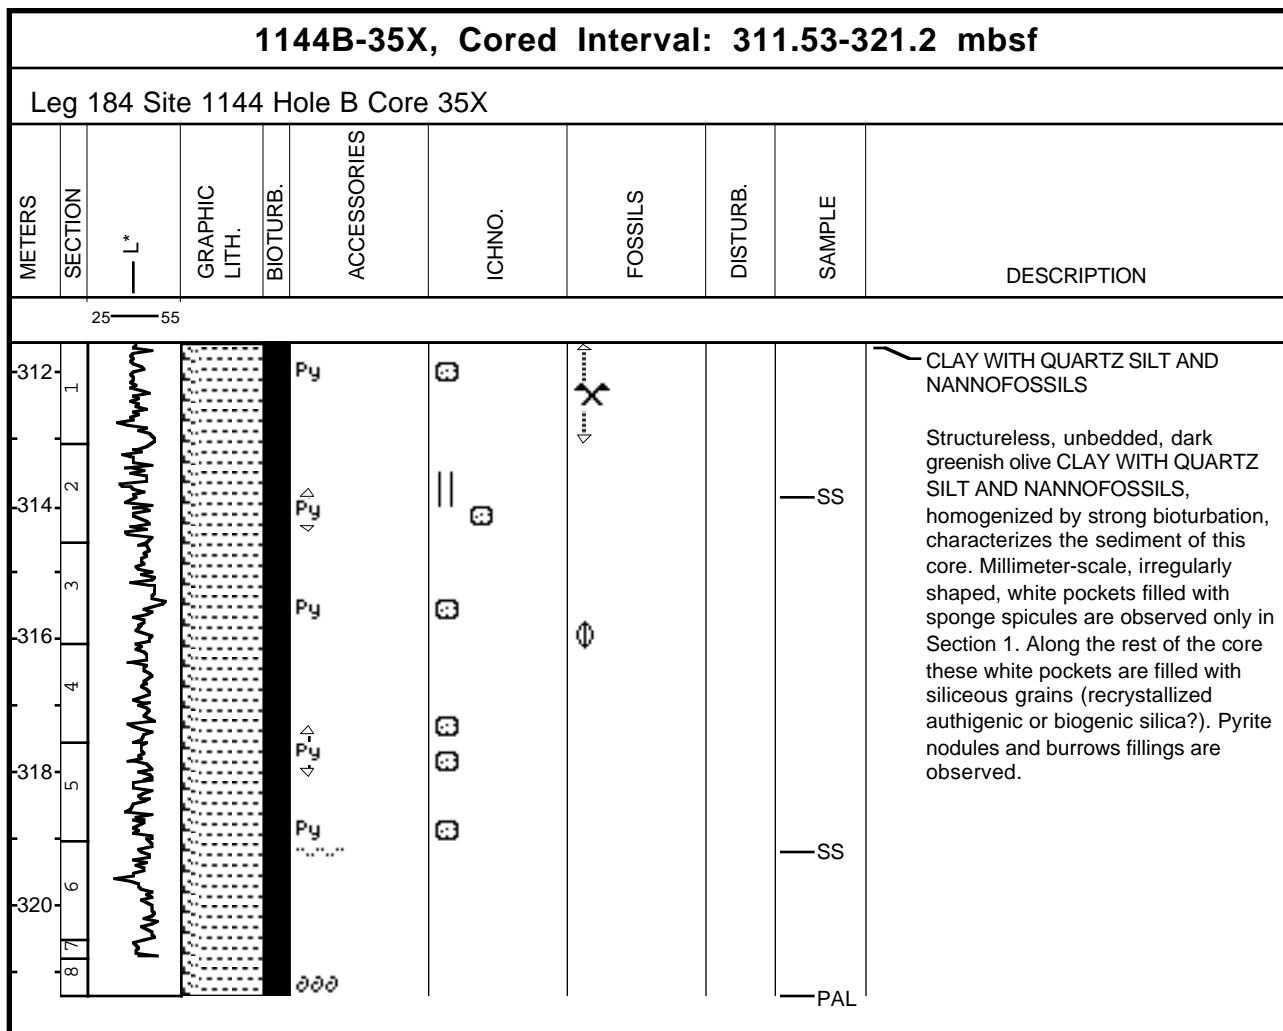 1144B-35X, Cored Interval: 311.53-321.2 mbsf
Leg 184 Site 1144 Hole B Core 35X
METERS
SECTION
L*
GRAPHIC
LITH.
BIOTURB.
ACCESSORIES
ICHNO.
FOSSILS
DISTURB.
SAMPLE
DESCRIPTION
25 55
312
314
316
318
320
1
2
3
4
5
6
7
8
Py
Py
Py
Py
Py
SS
SS
PAL
CLAY WITH QUARTZ SILT AND
NANNOFOSSILS
Structureless, unbedded, dark
greenish olive CLAY WITH QUARTZ
SILT AND NANNOFOSSILS,
homogenized by strong bioturbation,
characterizes the sediment of this
core. Millimeter-scale, irregularly
shaped, white pockets filled with
sponge spicules are observed only in
Section 1. Along the rest of the core
these white pockets are filled with
siliceous grains (recrystallized
authigenic or biogenic silica?). Pyrite
nodules and burrows fillings are
observed.